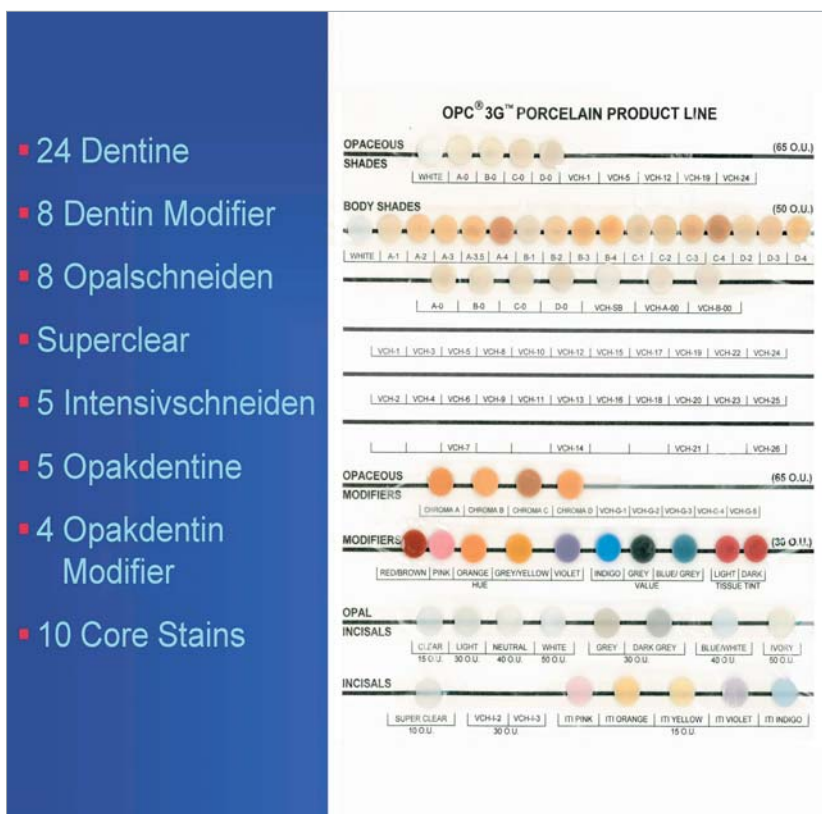 24 Dentine
8 Dentin Modifier
8 Opalschneiden
Superclear
5 Intensivschneiden
5 Opakdentine
4 Opakdentin
Modifier
10 Core Stains
OPC® 3G™ PORCELAIN PRODUCT LINE
OPACEOUS SHADES (65 O.U.)
WHITE A-0 B-0 C-0 D-0 VCH-1 VCH-5 VCH-12 VCH-19 VCH-24
BODY SHADES (50 O.U.)
WHITE A-1 A-2 A-3 A-3.5 A-4 B-1 B-2 B-3 B-4 C-1 C-2 C-3 C-4 D-2 D-3 D-4
A-0 B-0 C-0 D-0 VCH-SB VCH-A-00 VCH-B-00
VCH-1 VCH-3 VCH-5 VCH-8 VCH-10 VCH-12 VCH-15 VCH-17 VCH-19 VCH-22 VCH-24
VCH-2 VCH-4 VCH-6 VCH-9 VCH-11 VCH-13 VCH-16 VCH-18 VCH-20 VCH-23 VCH-25
VCH-7 VCH-14 VCH-21 VCH-26
OPACEOUS MODIFIERS (65 O.U.)
CHROMA A CHROMA B CHROMA C CHROMA D VCH-G-1 VCH-G-2 VCH-G-3 VCH-G-5
MODIFIERS (30 O.U.)
RED/BROWN PINK ORANGE GREY/YELLOW VIOLET INDIGO GREY BLUE/GREY LIGHT DARK
HUE VALUE TISSUE TINT
OPAL INCISALS
CLEAR LIGHT NEUTRAL WHITE GREY DARK GREY BLUE/WHITE IVORY
15 O.U. 30 O.U. 40 O.U. 50 O.U. 30 O.U. 40 O.U. 50 O.U.
INCISALS
SUPER CLEAR VCH-I-2 VCH-I-3 ITI PINK ITI ORANGE ITI YELLOW ITI VIOLET ITI INDIGO
10 O.U. 30 O.U. 15 O.U.